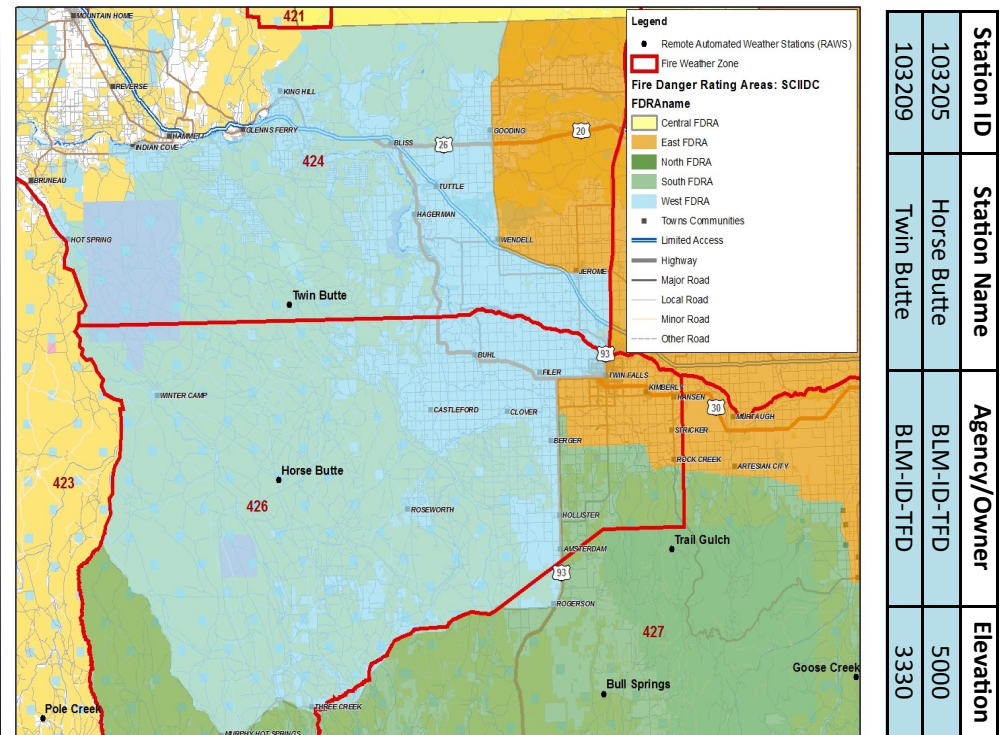 MOUNTAIN HOME
421
REVERSE
KING HILL
HAMMETT
GLENNS FERRY
INDIAN COVE
BLISS
26
GOODING
20
424
BRUNEAU
TUTTLE
HAGERMAN
HOT SPRING
WENDELL
JEROME
Twin Butte
93
BUHL
FILER
TWIN FALLS
KIMBERLY
HANSEN
30
MURTAUGH
WINTER CAMP
CASTLEFORD
CLOVER
STRICKER
BERGER
ROCK CREEK
ARTESIAN CITY
423
Horse Butte
426
ROSEWORTH
HOLLISTER
Trail Gulch
AMSTERDAM
93
ROGERSON
427
Goose Creek
Bull Springs
Pole Creek
THREE CREEK
MURPHY HOT SPRINGS
Legend
Remote Automated Weather Stations (RAWS)
Fire Weather Zone
Fire Danger Rating Areas: SCIIDC
FDRAname
Central FDRA
East FDRA
North FDRA
South FDRA
West FDRA
Towns Communities
Limited Access
Highway
Major Road
Local Road
Minor Road
Other Road
Station ID Station Name Agency/Owner Elevation
103205 Horse Butte BLM-ID-TFD 5000
103209 Twin Butte BLM-ID-TFD 3330